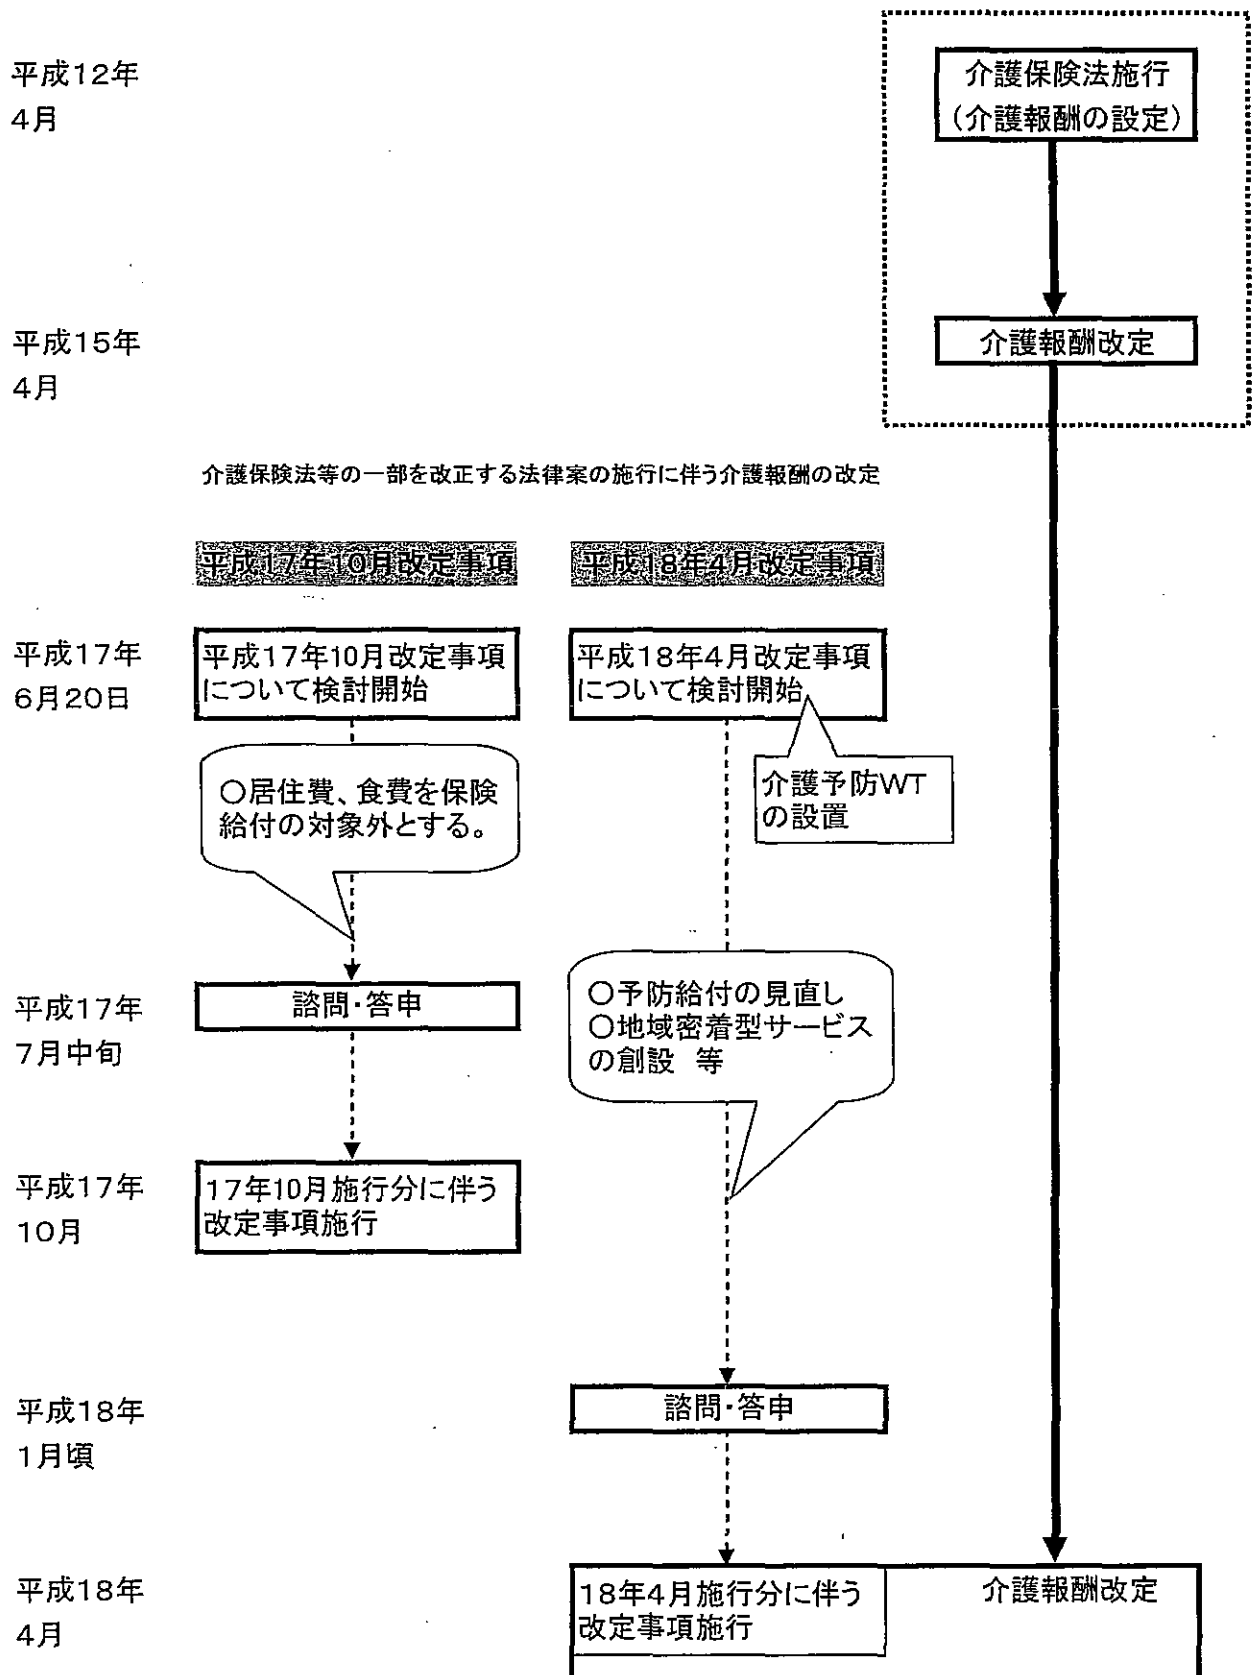 平成12年
4月
介護保険法施行
(介護報酬の設定)
平成15年
4月
介護報酬改定
介護保険法等の一部を改正する法律案の施行に伴う介護報酬の改定
平成17年10月改定事項
平成18年4月改定事項
平成17年
6月20日
平成17年10月改定事項
について検討開始
平成18年4月改定事項
について検討開始
介護予防WT
の設置
○居住費、食費を保険
給付の対象外とする。
平成17年
7月中旬
諮問・答申
○予防給付の見直し
○地域密着型サービス
の創設 等
平成17年
10月
17年10月施行分に伴う
改定事項施行
平成18年
1月頃
諮問・答申
平成18年
4月
18年4月施行分に伴う
改定事項施行
介護報酬改定